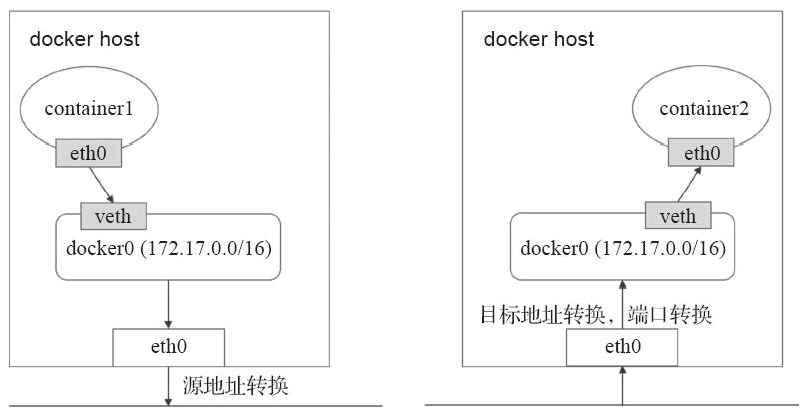 docker host
container1
eth0
veth
docker0 (172.17.0.0/16)
eth0
源地址转换
docker host
container2
eth0
veth
docker0 (172.17.0.0/16)
目标地址转换，端口转换
eth0